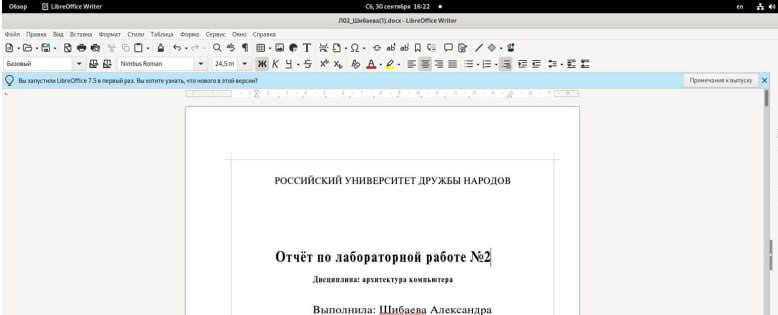 Обзор LibreOffice Writer Сб, 30 сентября 16:22 en
Л02_Шибаева(1).docx - LibreOffice Writer
Файл Правка Вид Вставка Формат Стили Таблица Форма Сервис Окно Справка
Базовый Nimbus Roman 24,5 пт Ж К Ч S
Вы запустили LibreOffice 7.5 в первый раз. Вы хотите узнать, что нового в этой версии? Примечания к выпуску
РОССИЙСКИЙ УНИВЕРСИТЕТ ДРУЖБЫ НАРОДОВ
Отчёт по лабораторной работе №2
Дисциплина: архитектура компьютера
Выполнила: Шибаева Александра